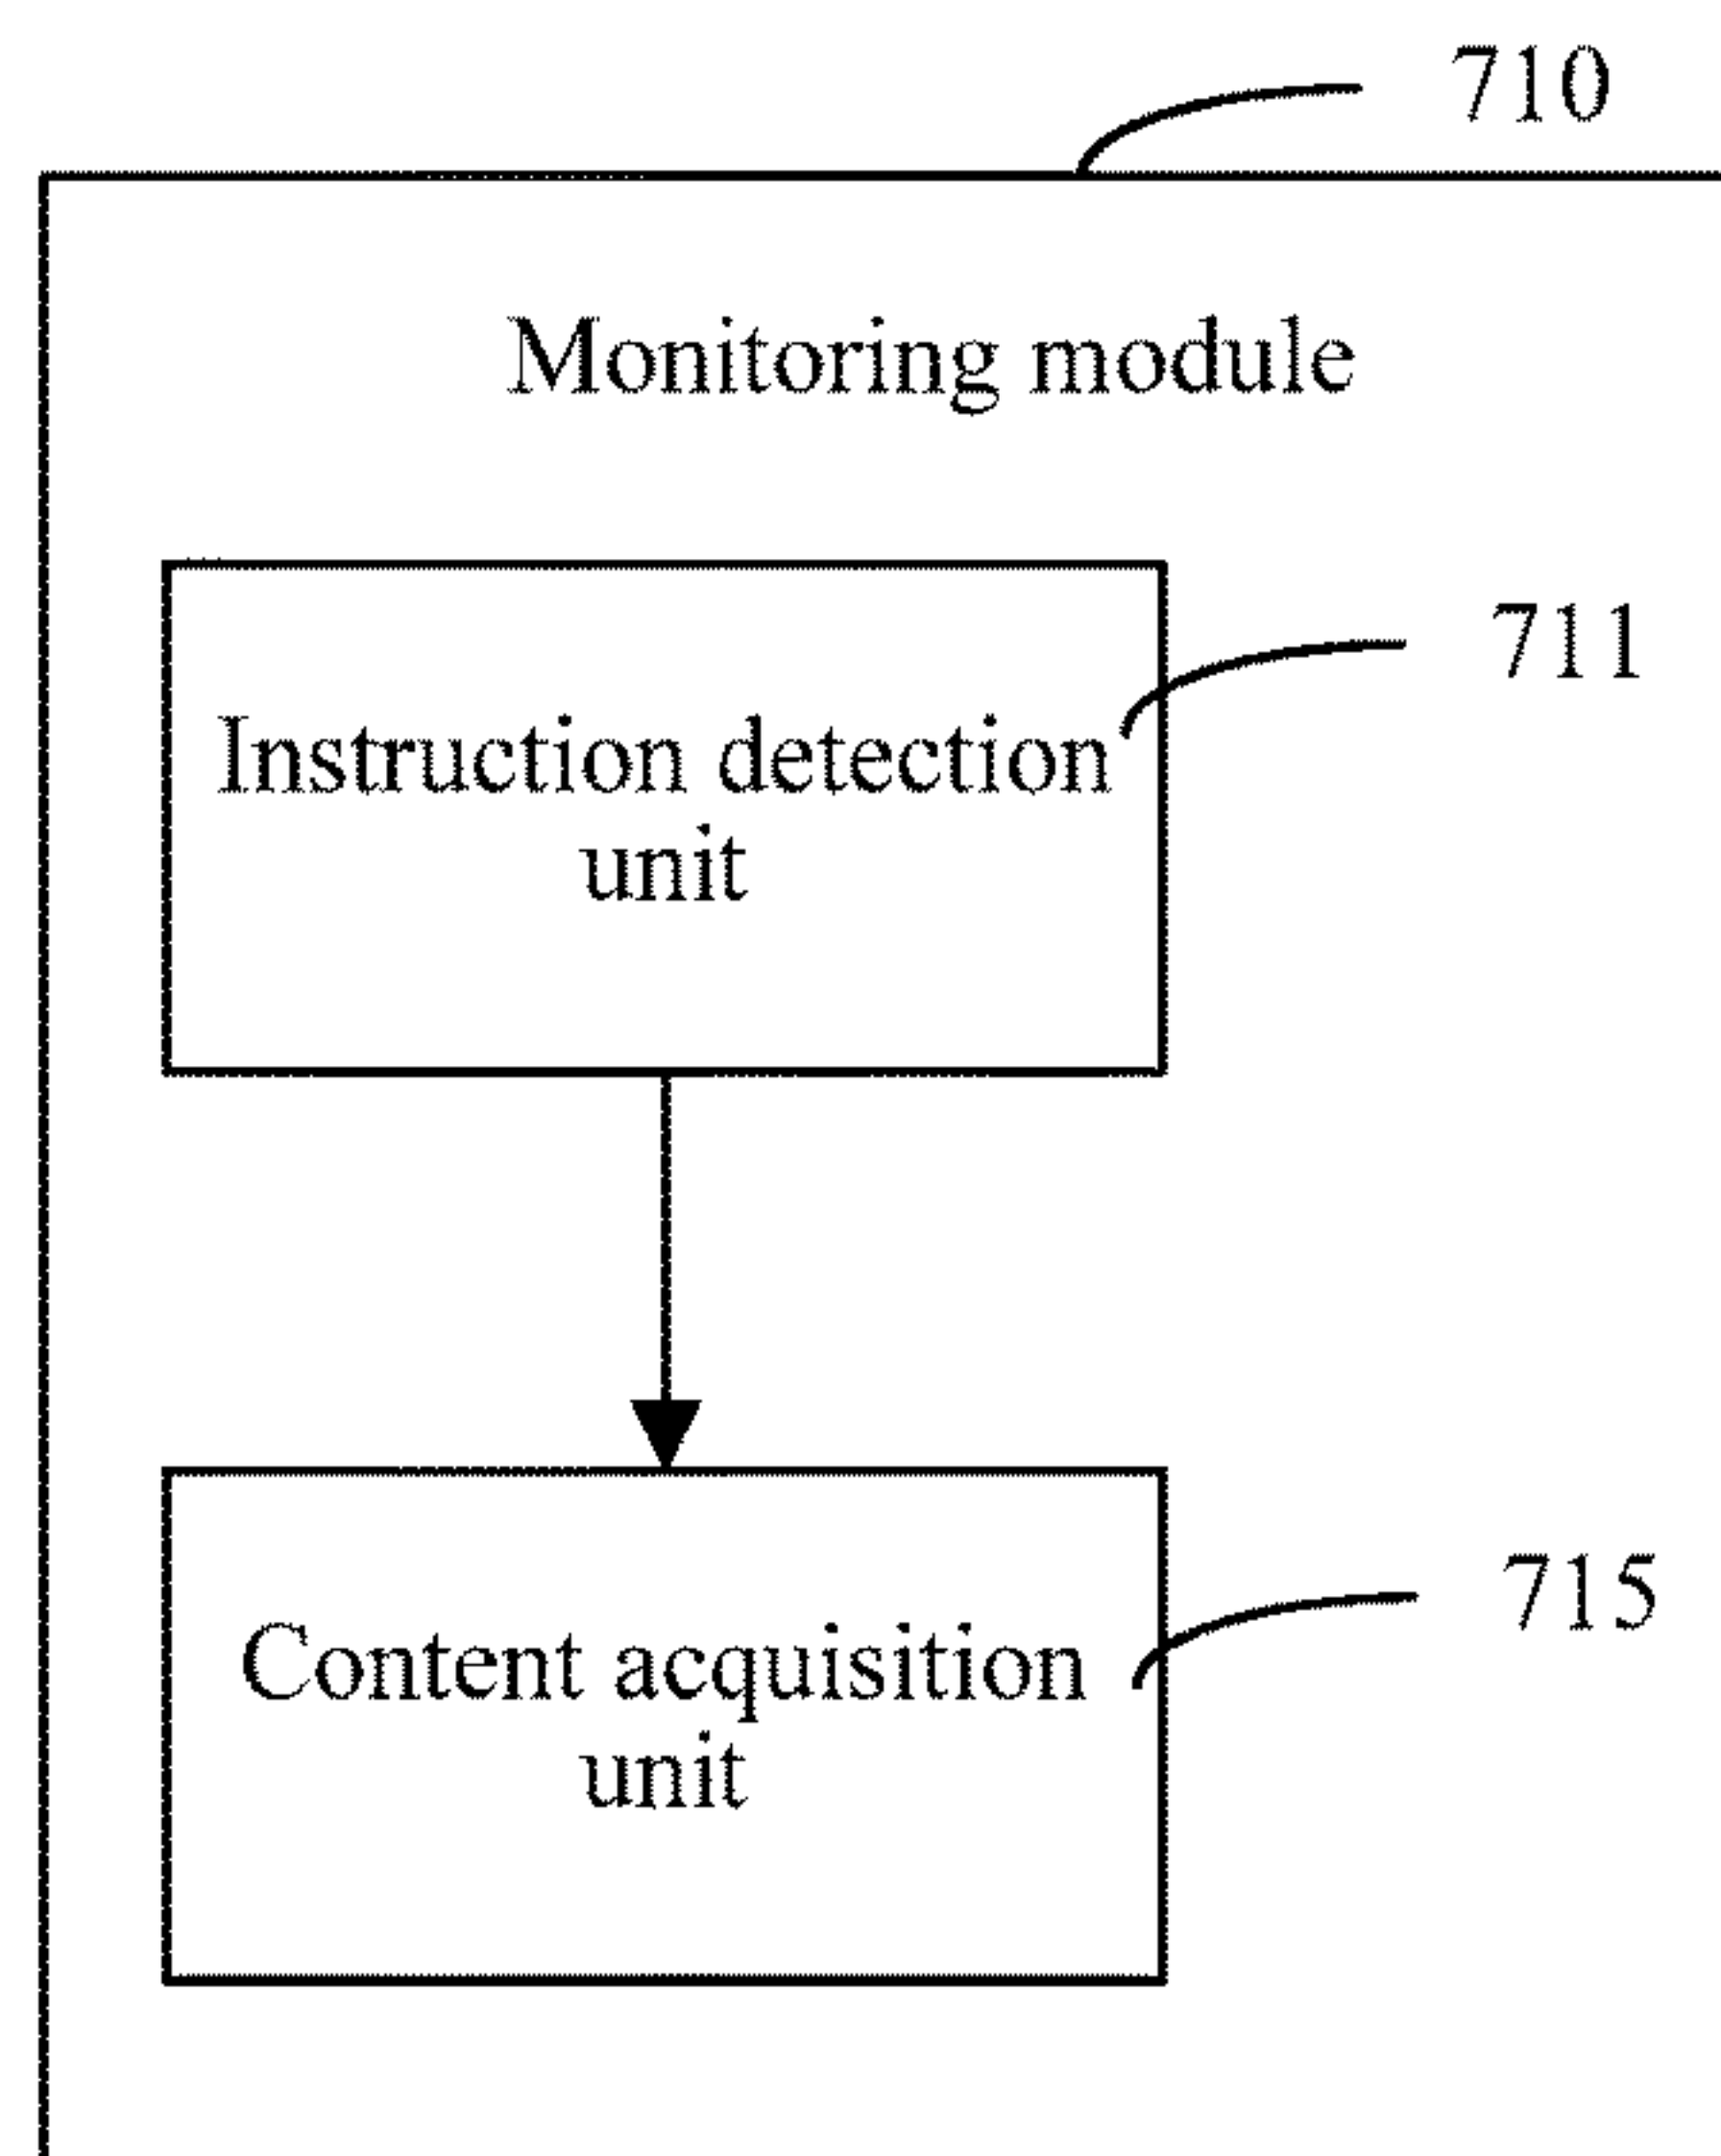 710
Monitoring module
711
Instruction detection
unit
715
Content acquisition
unit